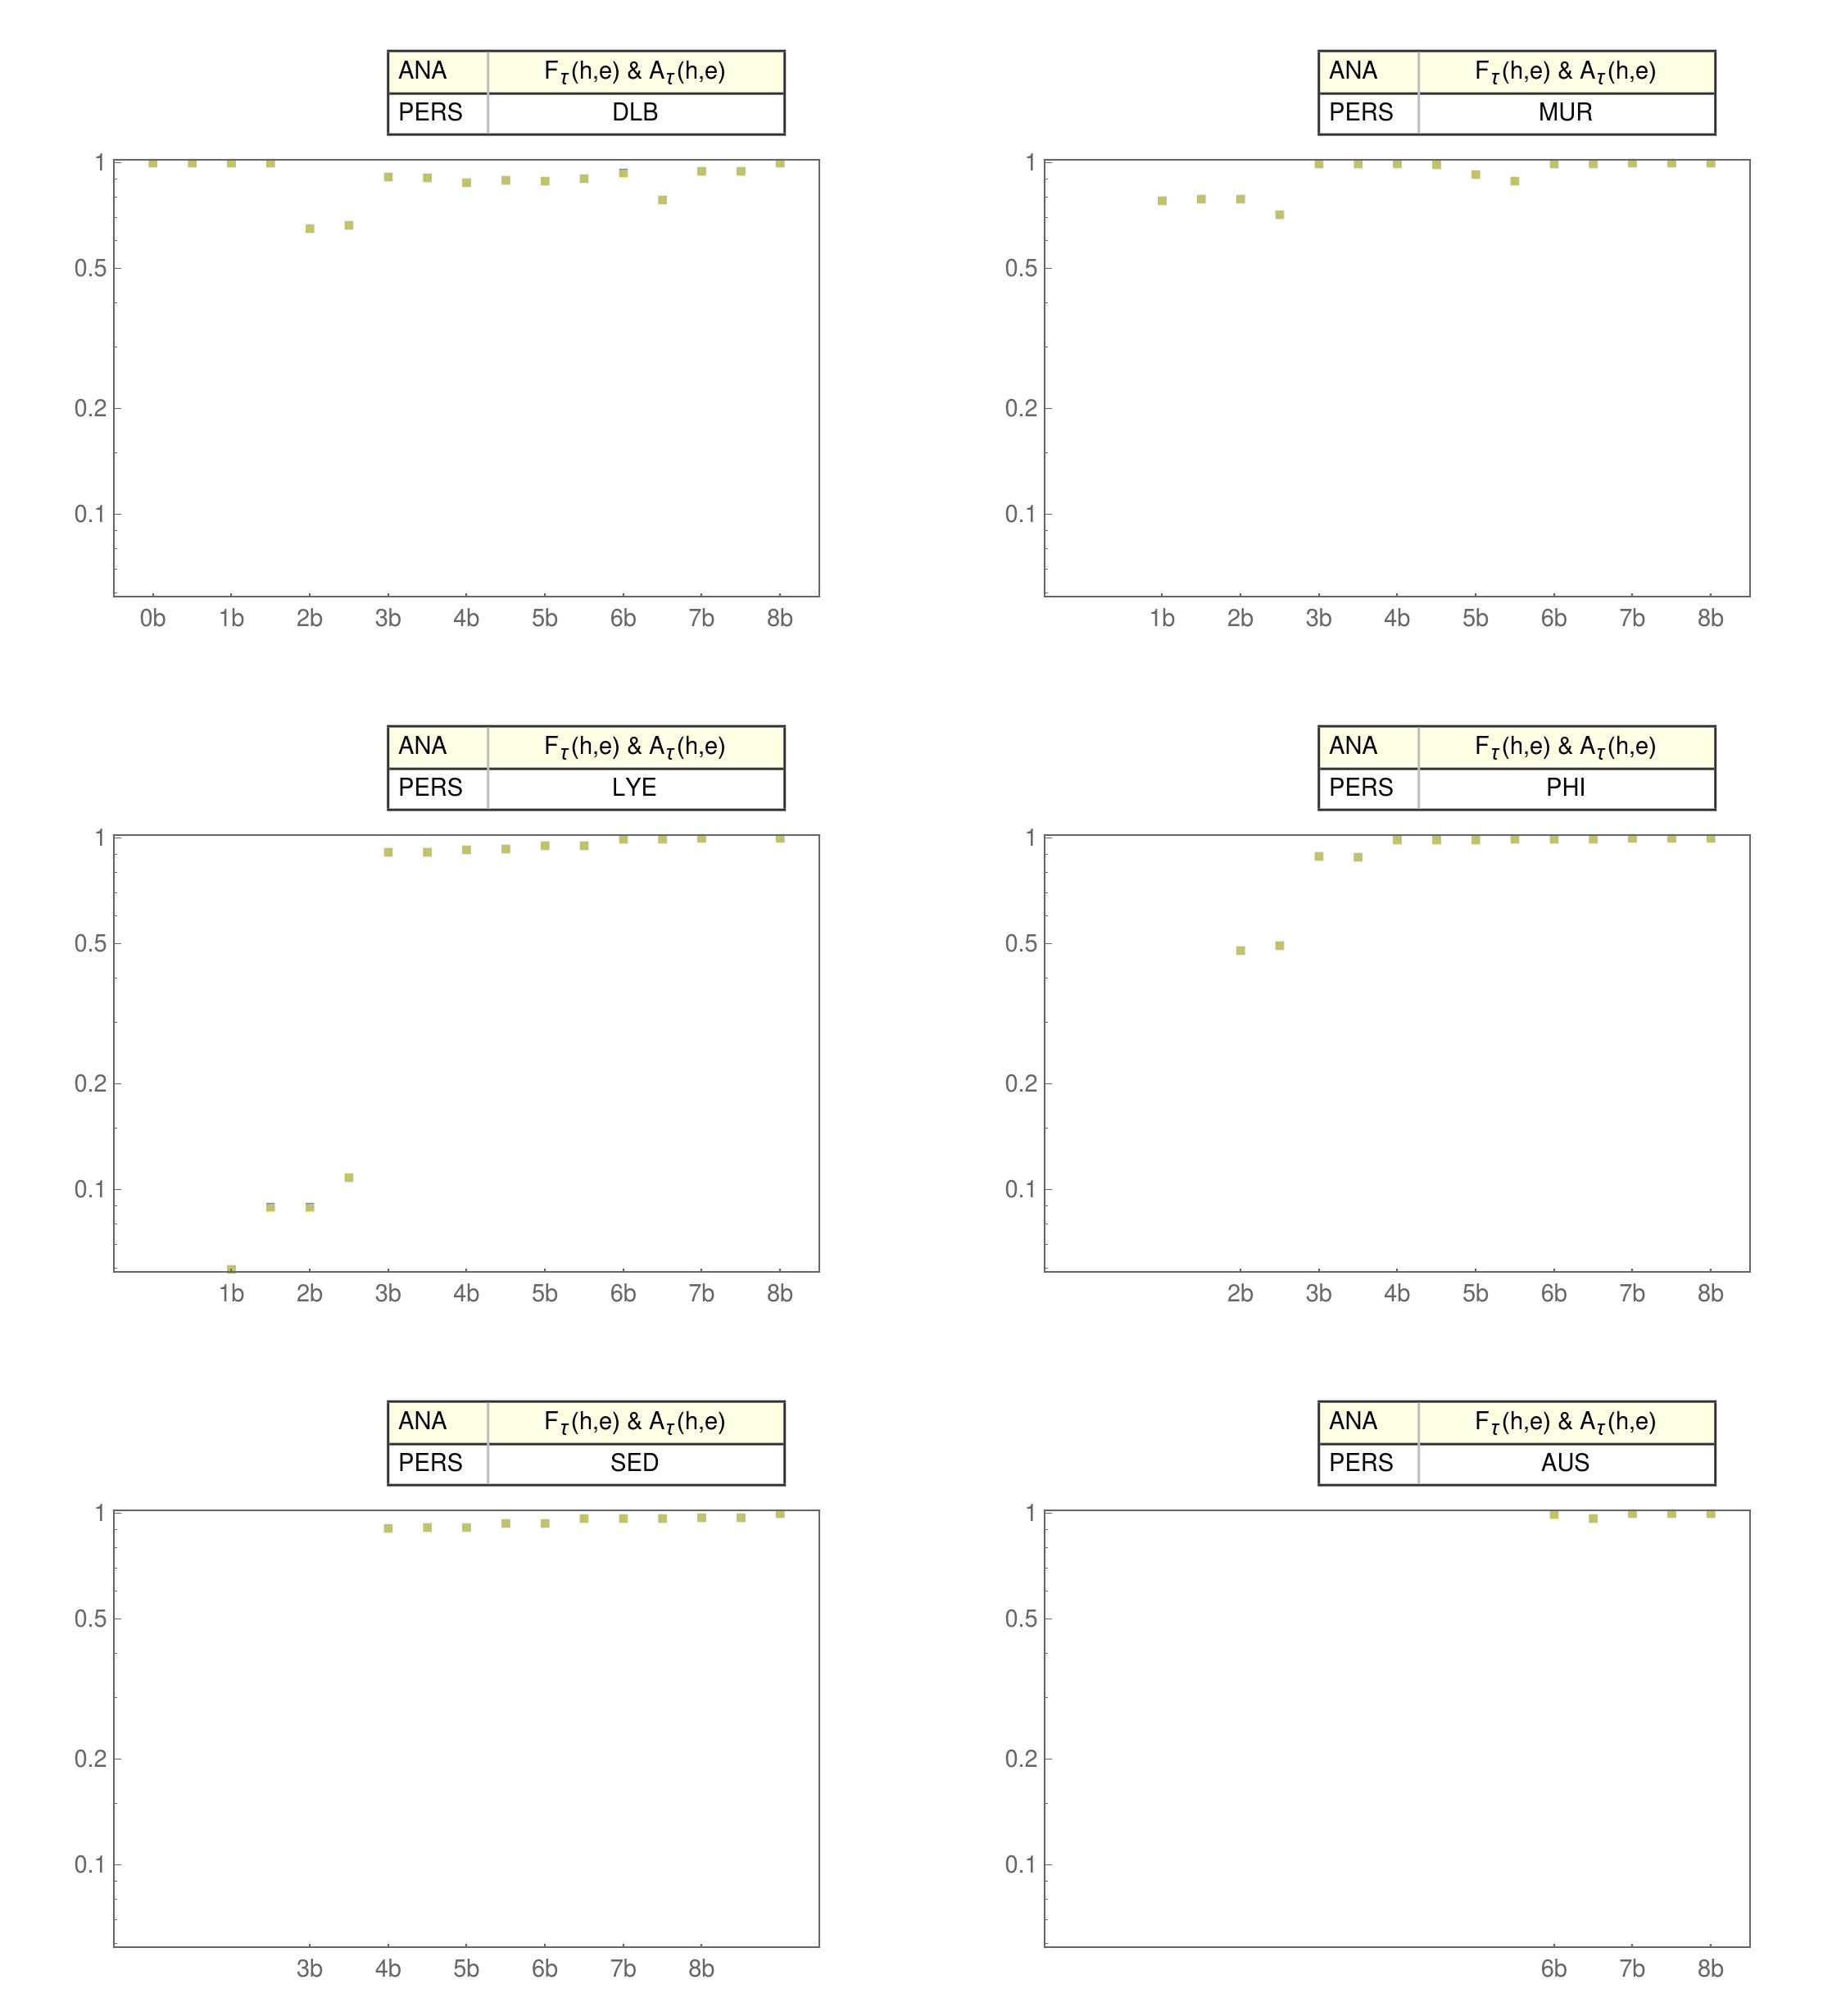 ANA Fτ(h,e) & Aτ(h,e)
PERS DLB
1
0.5
0.2
0.1
0b 1b 2b 3b 4b 5b 6b 7b 8b
ANA Fτ(h,e) & Aτ(h,e)
PERS MUR
1
0.5
0.2
0.1
1b 2b 3b 4b 5b 6b 7b 8b
ANA Fτ(h,e) & Aτ(h,e)
PERS LYE
1
0.5
0.2
0.1
1b 2b 3b 4b 5b 6b 7b 8b
ANA Fτ(h,e) & Aτ(h,e)
PERS PHI
1
0.5
0.2
0.1
2b 3b 4b 5b 6b 7b 8b
ANA Fτ(h,e) & Aτ(h,e)
PERS SED
1
0.5
0.2
0.1
3b 4b 5b 6b 7b 8b
ANA Fτ(h,e) & Aτ(h,e)
PERS AUS
1
0.5
0.2
0.1
6b 7b 8b